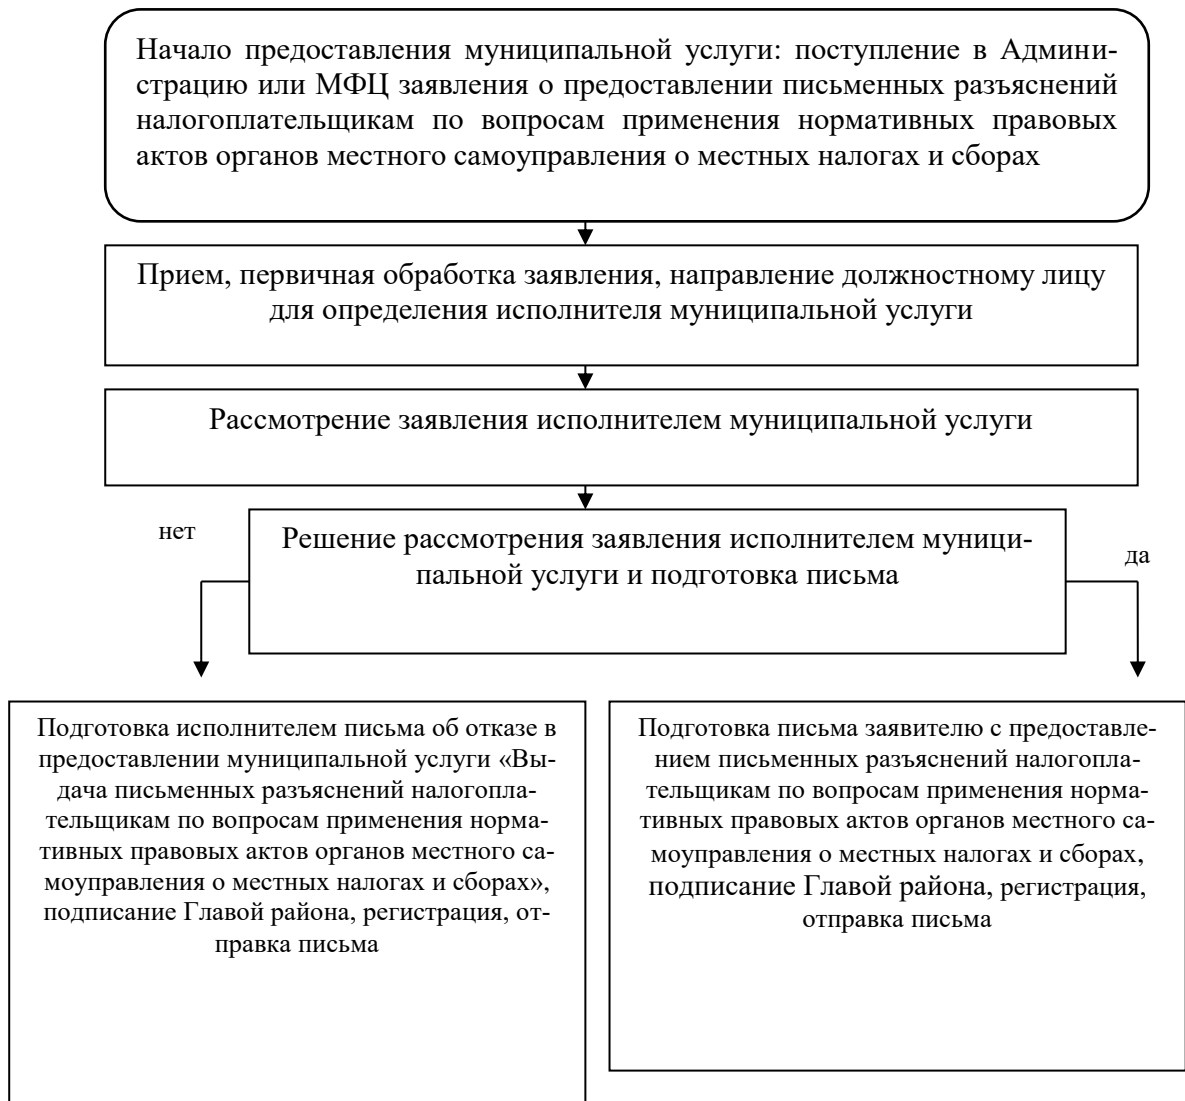 Начало предоставления муниципальной услуги: поступление в Админи-
страцию или МФЦ заявления о предоставлении письменных разъяснений
налогоплательщикам по вопросам применения нормативных правовых
актов органов местного самоуправления о местных налогах и сборах
Прием, первичная обработка заявления, направление должностному лицу
для определения исполнителя муниципальной услуги
Рассмотрение заявления исполнителем муниципальной услуги
нет
Решение рассмотрения заявления исполнителем муници-
пальной услуги и подготовка письма
да
Подготовка исполнителем письма об отказе в
предоставлении муниципальной услуги «Вы-
дача письменных разъяснений налогопла-
тельщикам по вопросам применения норма-
тивных правовых актов органов местного са-
моуправления о местных налогах и сборах»,
подписание Главой района, регистрация, от-
правка письма
Подготовка письма заявителю с предоставле-
нием письменных разъяснений налогопла-
тельщикам по вопросам применения норма-
тивных правовых актов органов местного са-
моуправления о местных налогах и сборах,
подписание Главой района, регистрация,
отправка письма